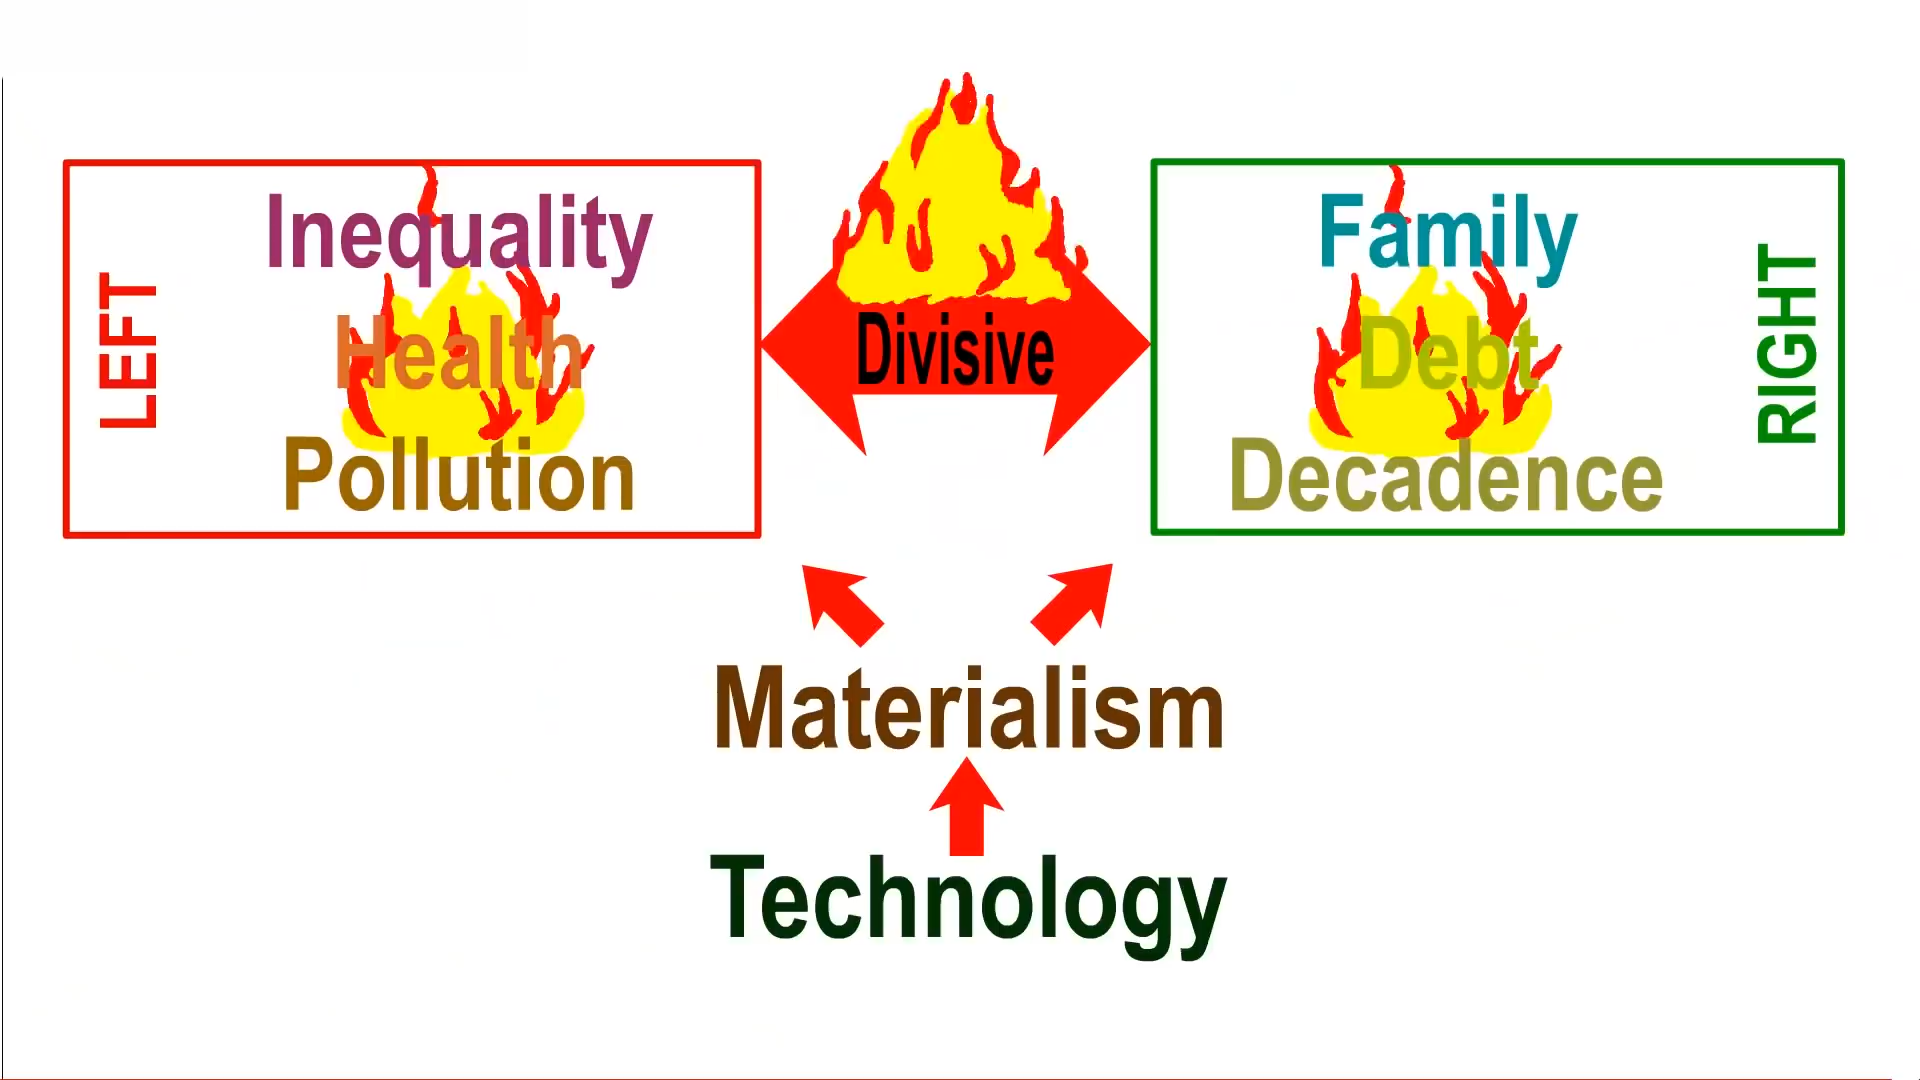 LEFT
Inequality
Health
Pollution
Divisive
Family
Debt
Decadence
RIGHT
Materialism
Technology